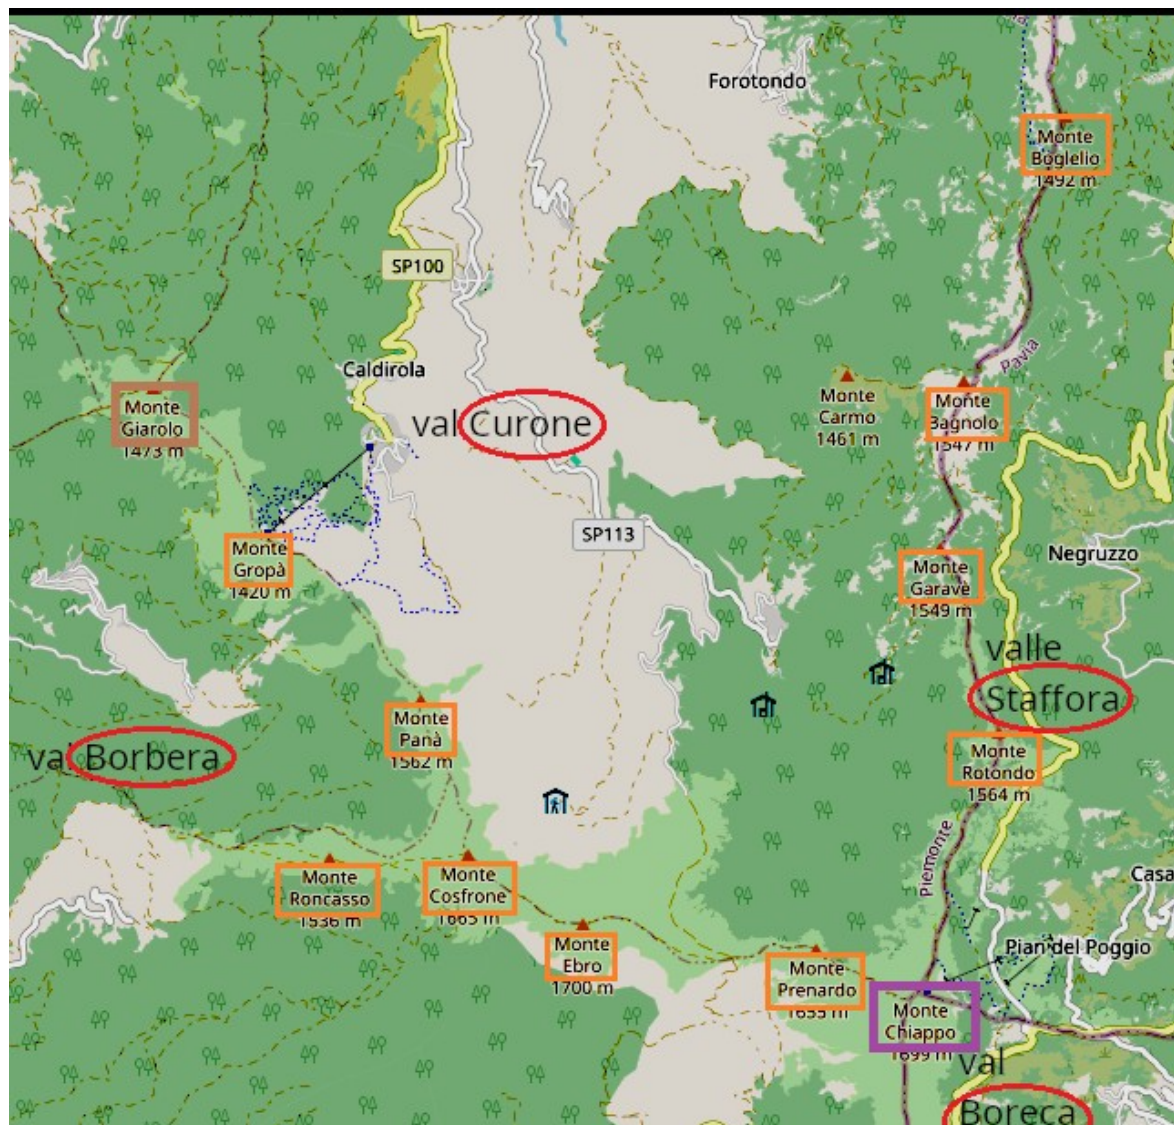 Forotondo
Monte
Boglelio
1492 m
SP100
Pavia
Caldirola
Monte
Giarolo
1473 m
val Curone
Monte
Carmo
1461 m
Monte
Bagnolo
1547 m
SP113
Monte
Gropà
1420 m
Negruzzo
Monte
Garave
1549 m
valle
Staffora
Monte
Panà
1562 m
val Borbera
Monte
Rotondo
1564 m
Piemonte
Monte
Roncasso
1536 m
Monte
Cosfrone
1665 m
Casa
Monte
Ebro
1700 m
Pian del Poggio
Monte
Prenardo
1655 m
Monte
Chiappo
1699 m
val
Boreca